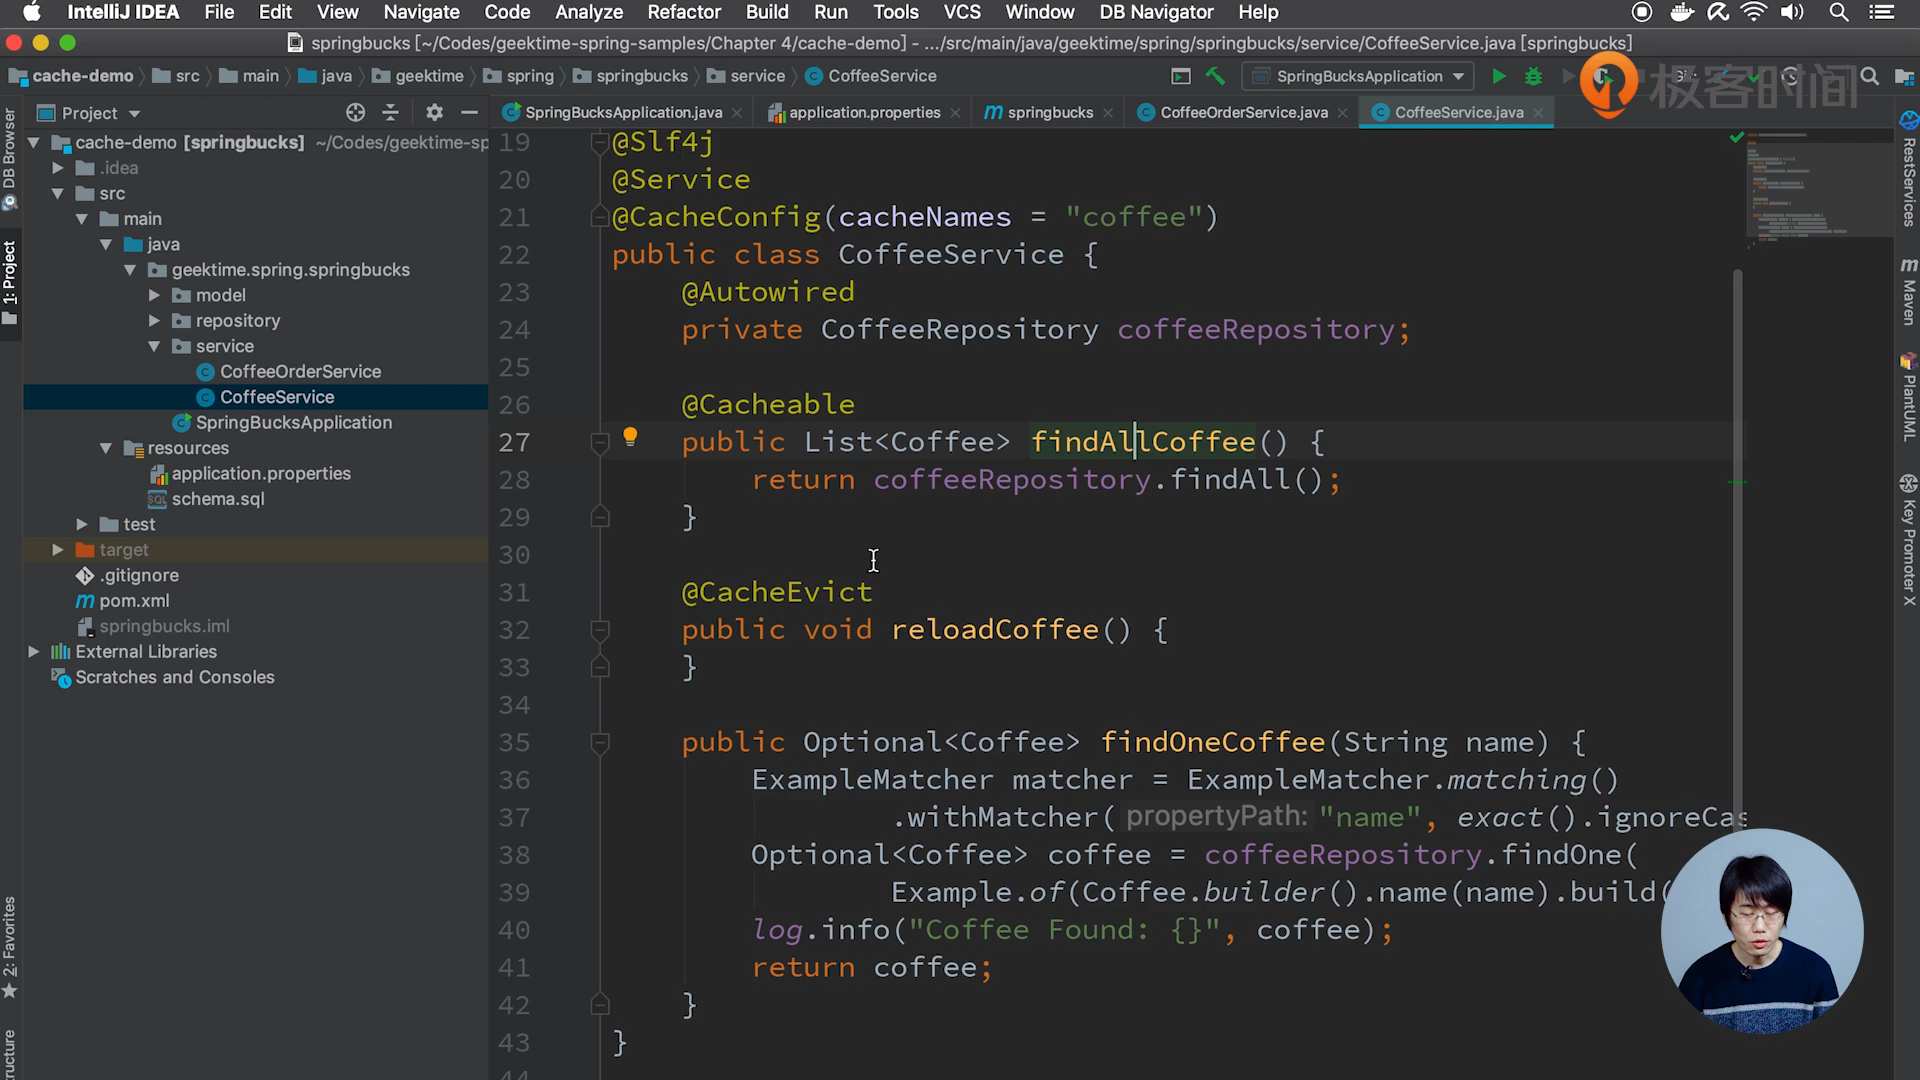 IntelliJ IDEA File Edit View Navigate Code Analyze Refactor Build Run Tools VCS Window DB Navigator Help
springbucks [~/Codes/geektime-spring-samples/Chapter 4/cache-demo] - .../src/main/java/geektime/spring/springbucks/service/CoffeeService.java [springbucks]
cache-demo src main java geektime spring springbucks service CoffeeService SpringBucksApplication
极客时间
Project SpringBucksApplication.java application.properties springbucks CoffeeOrderService.java CoffeeService.java
DB Browser
1: Project
2: Favorites
cache-demo [springbucks] ~/Codes/geektime-sp
.idea
src
main
java
geektime.spring.springbucks
model
repository
service
CoffeeOrderService
CoffeeService
SpringBucksApplication
resources
application.properties
schema.sql
test
target
.gitignore
pom.xml
springbucks.iml
External Libraries
Scratches and Consoles
19 @Slf4j
20 @Service
21 @CacheConfig(cacheNames = "coffee")
22 public class CoffeeService {
23 @Autowired
24 private CoffeeRepository coffeeRepository;
25
26 @Cacheable
27 public List<Coffee> findAllCoffee() {
28 return coffeeRepository.findAll();
29 }
30
31 @CacheEvict
32 public void reloadCoffee() {
33 }
34
35 public Optional<Coffee> findOneCoffee(String name) {
36 ExampleMatcher matcher = ExampleMatcher.matching()
37 .withMatcher( propertyPath: "name", exact().ignoreCas
38 Optional<Coffee> coffee = coffeeRepository.findOne(
39 Example.of(Coffee.builder().name(name).build(
40 log.info("Coffee Found: {}", coffee);
41 return coffee;
42 }
43 }
44
RestServices
Maven
PlantUML
Key Promoter X